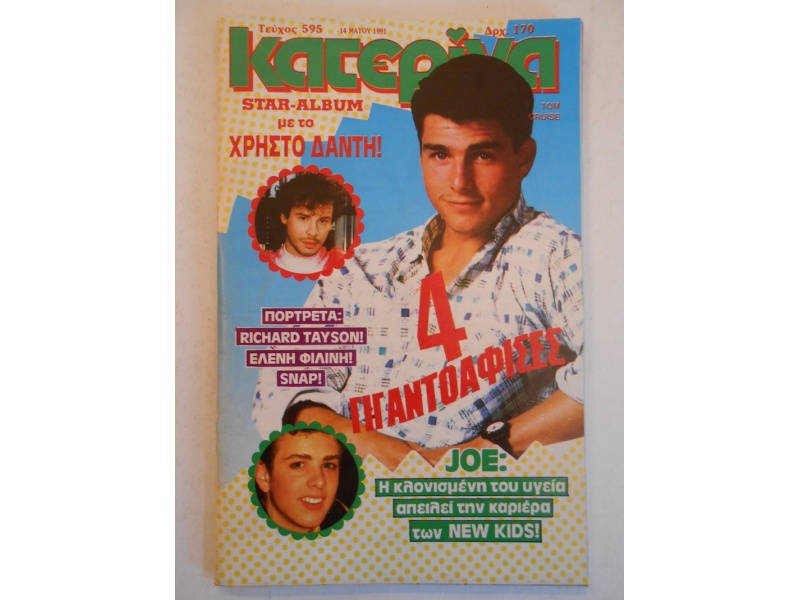 Τεύχος 595
14 ΜΑΪΟΥ 1991
Δρχ. 170
κατερίνα
STAR-ALBUM
με το
ΧΡΗΣΤΟ ΔΑΝΤΗ!
TOM
CRUISE
4
ΓΙΓΑΝΤΟΑΦΙΣΕΣ
ΠΟΡΤΡΕΤΑ:
RICHARD TAYSON!
ΕΛΕΝΗ ΦΙΛΙΝΗ!
SNAP!
JOE:
Η κλονισμένη του υγεία
απειλεί την καριέρα
των NEW KIDS!